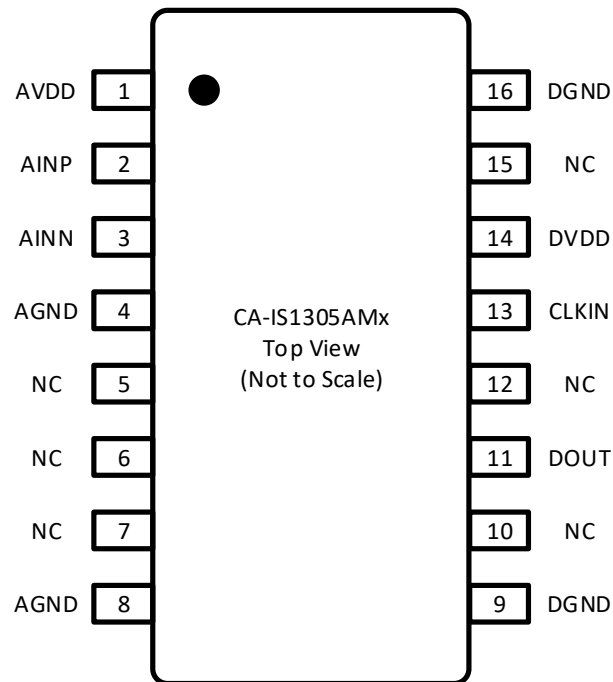 AVDD 1 16 DGND
AINP 2 15 NC
AINN 3 14 DVDD
AGND 4 13 CLKIN
CA-IS1305AMx
Top View
(Not to Scale)
NC 5 12 NC
NC 6 11 DOUT
NC 7 10 NC
AGND 8 9 DGND